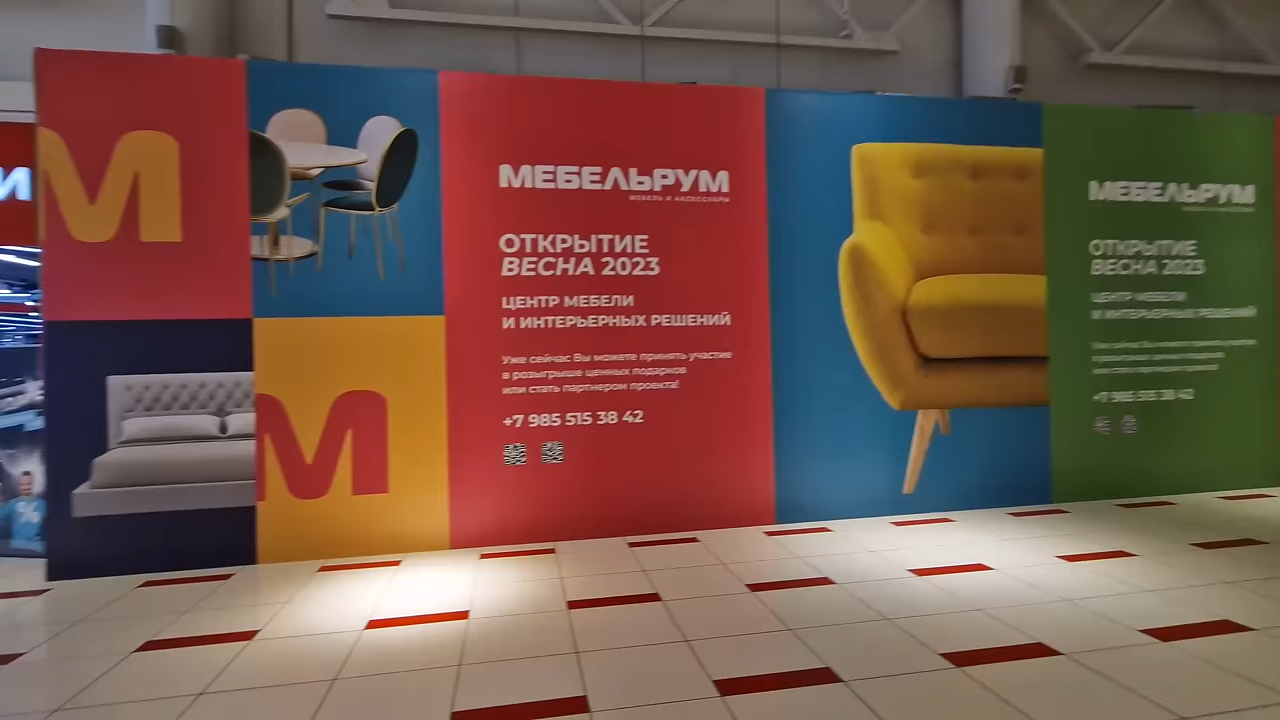 И
М
М
МЕБЕЛЬРУМ
МЕБЕЛЬ И АКСЕССУАРЫ
ОТКРЫТИЕ
ВЕСНА 2023
ЦЕНТР МЕБЕЛИ
И ИНТЕРЬЕРНЫХ РЕШЕНИЙ
Уже сейчас Вы можете принять участие
в розыгрыше ценных подарков
или стать партнером проекта!
+7 985 515 38 42
МЕБЕЛЬРУМ
ОТКРЫТИЕ
ВЕСНА 2023
ЦЕНТР МЕБЕЛИ
И ИНТЕРЬЕРНЫХ РЕШЕНИЙ
+7 985 515 38 42
%